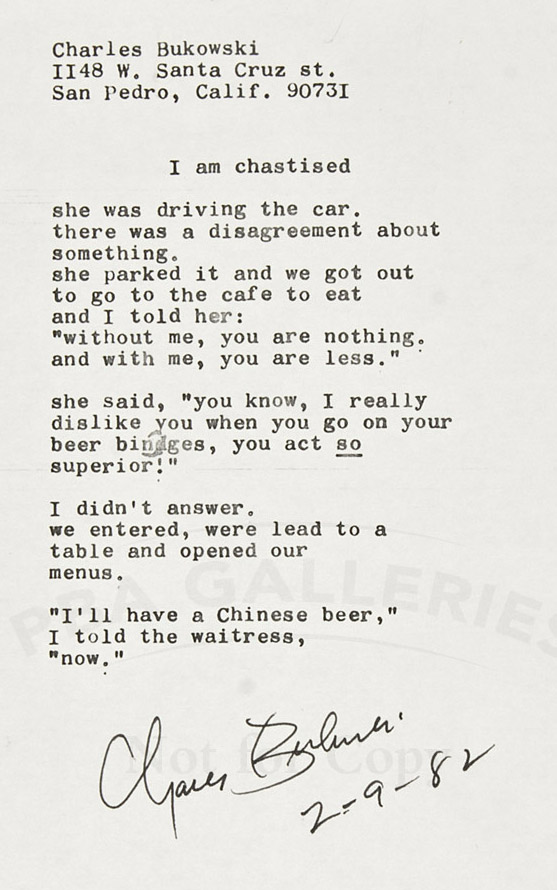 Charles Bukowski
II48 W. Santa Cruz st.
San Pedro, Calif. 9073I
I am chastised
she was driving the car.
there was a disagreement about
something.
she parked it and we got out
to go to the cafe to eat
and I told her:
"without me, you are nothing.
and with me, you are less."
she said, "you know, I really
dislike you when you go on your
beer bindges, you act so
superior!"
I didn't answer.
we entered, were lead to a
table and opened our
menus.
"I'll have a Chinese beer,"
I told the waitress,
"now."
PBA GALLERIES
Not for Copy
Charles Bukowski
2-9-82